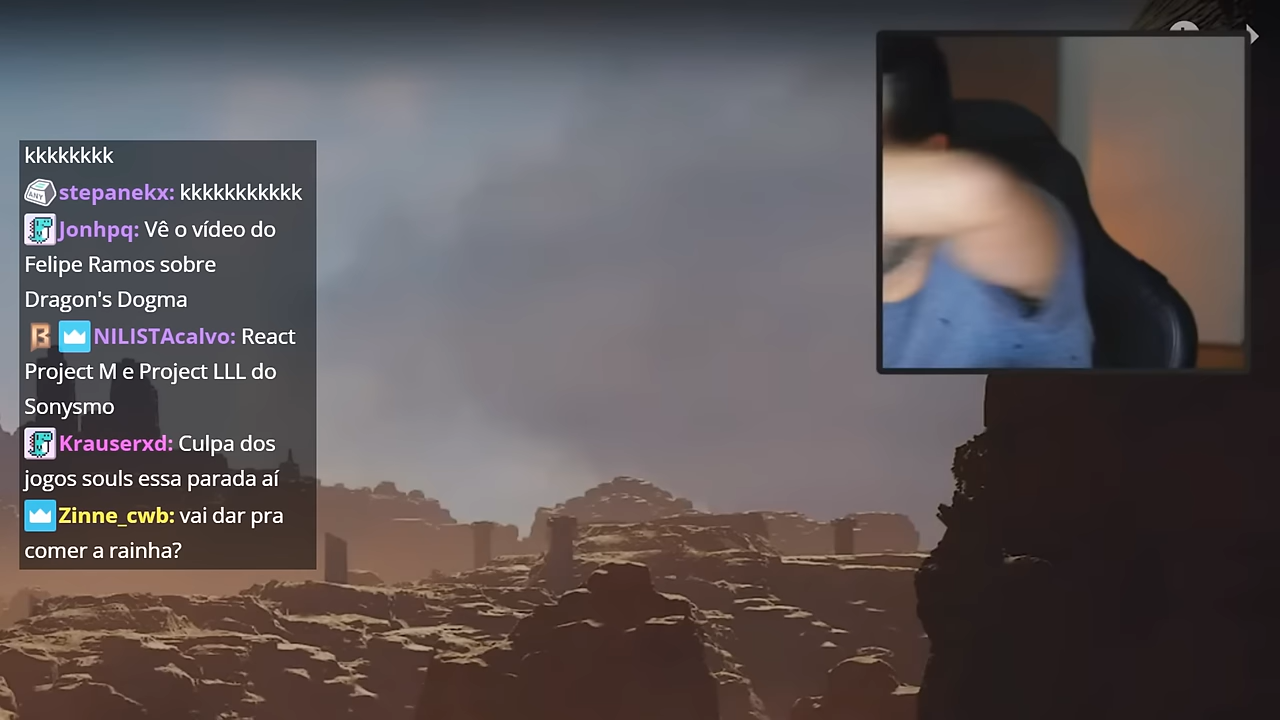 kkkkkkkk
stepanekx: kkkkkkkkkkk
Jonhpq: Vê o vídeo do
Felipe Ramos sobre
Dragon's Dogma
B NILISTAcalvo: React
Project M e Project LLL do
Sonysmo
Krauserxd: Culpa dos
jogos souls essa parada aí
Zinne_cwb: vai dar pra
comer a rainha?